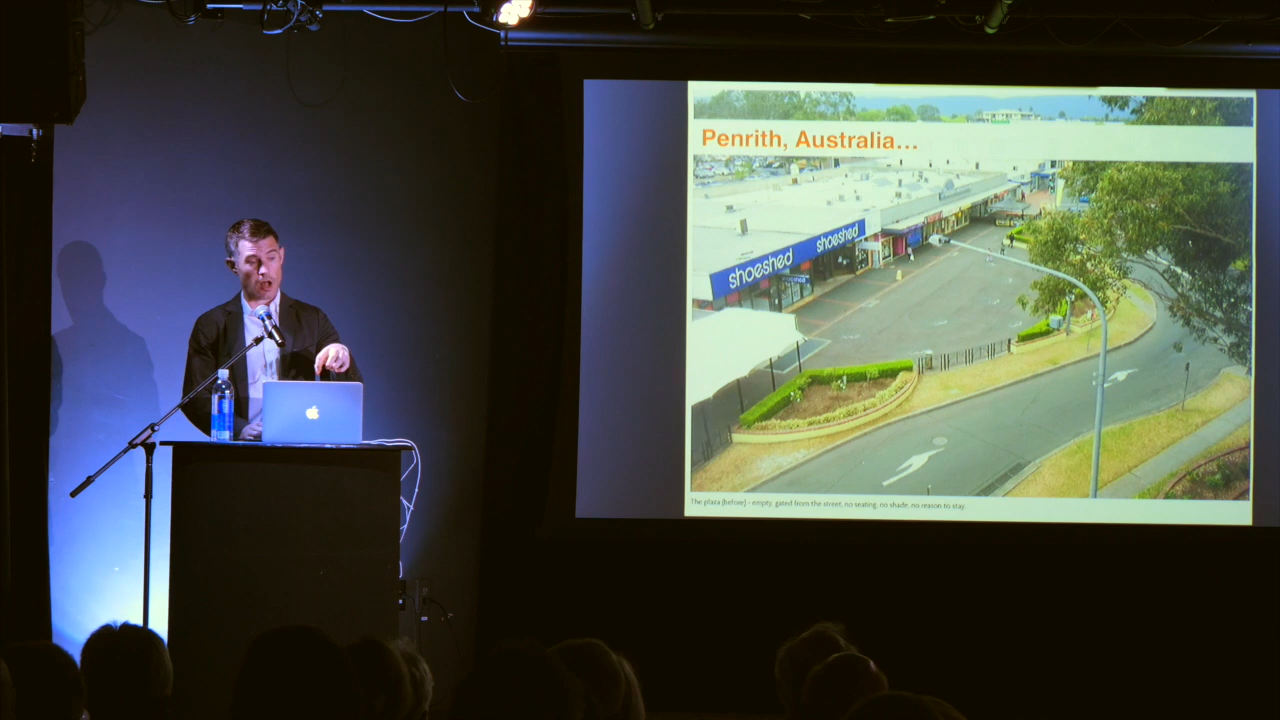 Penrith, Australia...
shoeshed
shoeshed
The plaza [before] - empty, gated from the street, no seating, no shade, no reason to stay